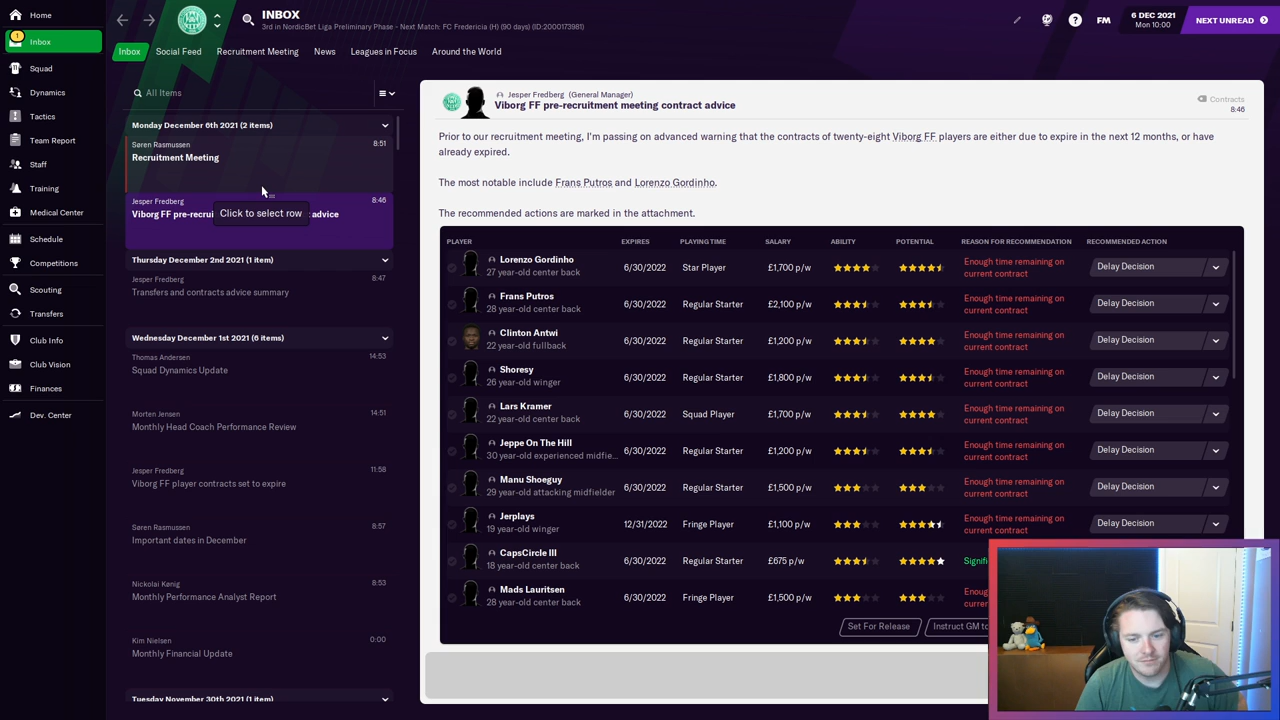 Home
1
Inbox
Squad
Dynamics
Tactics
Team Report
Staff
Training
Medical Center
Schedule
Competitions
Scouting
Transfers
Club Info
Club Vision
Finances
Dev. Center
INBOX
3rd in NordicBet Liga Preliminary Phase - Next Match: FC Fredericia (H) (90 days) (ID:2000173981)
FM
6 DEC 2021
Mon 10:00
NEXT UNREAD
Inbox
Social Feed
Recruitment Meeting
News
Leagues in Focus
Around the World
All Items
Monday December 6th 2021 (2 items)
Søren Rasmussen 8:51
Recruitment Meeting
Jesper Fredberg 8:46
Viborg FF pre-recrui
advice
Click to select row
Thursday December 2nd 2021 (1 item)
Jesper Fredberg 8:47
Transfers and contracts advice summary
Wednesday December 1st 2021 (6 items)
Thomas Andersen 14:53
Squad Dynamics Update
Morten Jensen 14:51
Monthly Head Coach Performance Review
Jesper Fredberg 11:58
Viborg FF player contracts set to expire
Søren Rasmussen 8:57
Important dates in December
Nickolai Kønig 8:53
Monthly Performance Analyst Report
Kim Nielsen 0:00
Monthly Financial Update
Tuesday November 30th 2021 (1 item)
Jesper Fredberg (General Manager)
Viborg FF pre-recruitment meeting contract advice
Contracts
8:46
Prior to our recruitment meeting, I'm passing on advanced warning that the contracts of twenty-eight Viborg FF players are either due to expire in the next 12 months, or have
already expired.
The most notable include Frans Putros and Lorenzo Gordinho.
The recommended actions are marked in the attachment.
PLAYER EXPIRES PLAYING TIME SALARY ABILITY POTENTIAL REASON FOR RECOMMENDATION RECOMMENDED ACTION
Lorenzo Gordinho
27 year-old center back
6/30/2022 Star Player £1,700 p/w
Enough time remaining on
current contract
Delay Decision
Frans Putros
28 year-old center back
6/30/2022 Regular Starter £2,100 p/w
Enough time remaining on
current contract
Delay Decision
Clinton Antwi
22 year-old fullback
6/30/2022 Regular Starter £1,200 p/w
Enough time remaining on
current contract
Delay Decision
Shoresy
26 year-old winger
6/30/2022 Regular Starter £1,800 p/w
Enough time remaining on
current contract
Delay Decision
Lars Kramer
22 year-old center back
6/30/2022 Squad Player £1,700 p/w
Enough time remaining on
current contract
Delay Decision
Jeppe On The Hill
30 year-old experienced midfie...
6/30/2022 Regular Starter £1,200 p/w
Enough time remaining on
current contract
Delay Decision
Manu Shoeguy
29 year-old attacking midfielder
6/30/2022 Regular Starter £1,500 p/w
Enough time remaining on
current contract
Delay Decision
Jerplays
19 year-old winger
12/31/2022 Fringe Player £1,100 p/w
Enough time remaining on
current contract
Delay Decision
CapsCircle III
18 year-old center back
6/30/2022 Regular Starter £675 p/w
Signifi
Mads Lauritsen
28 year-old center back
6/30/2022 Fringe Player £1,500 p/w
Enoug
curren
Set For Release
Instruct GM to